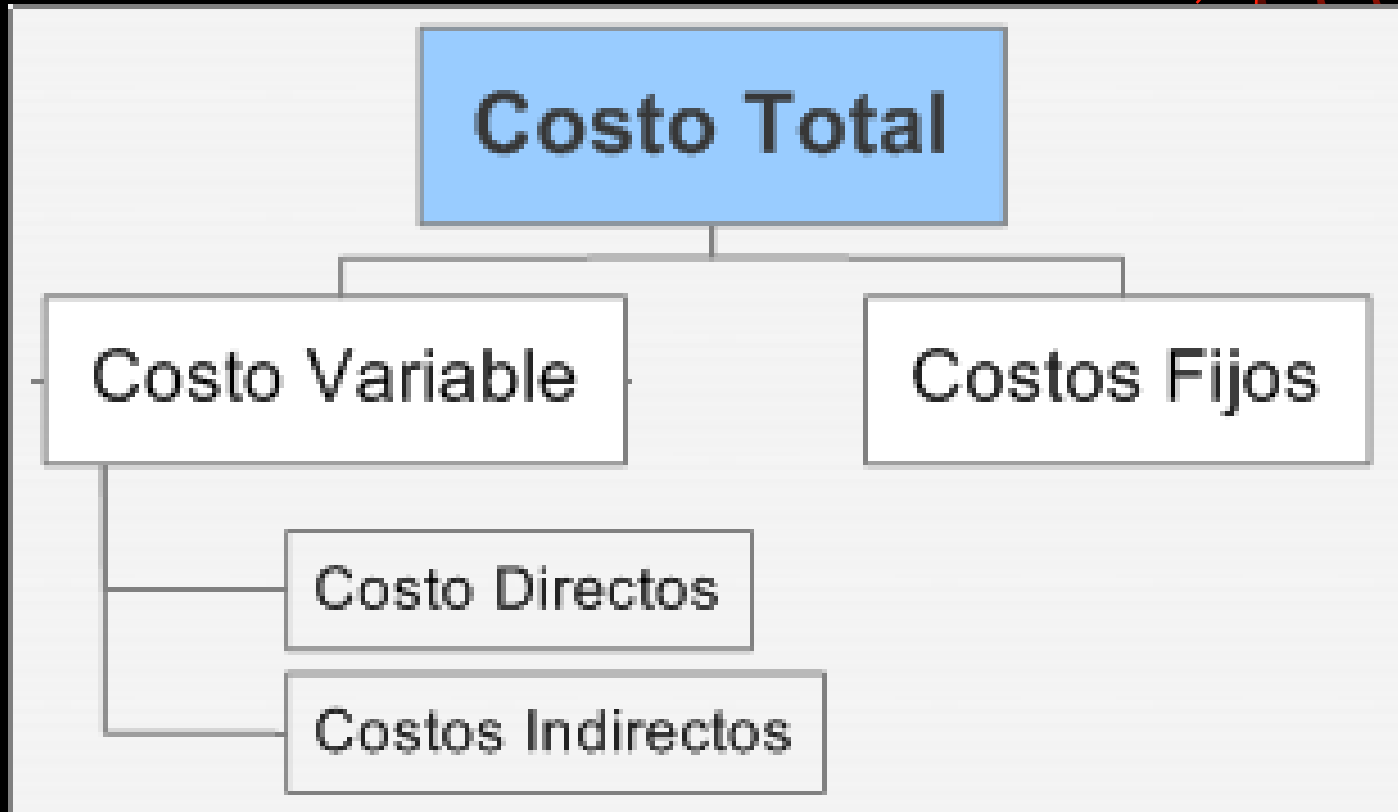 Costo Total
Costo Variable
Costos Fijos
Costo Directos
Costos Indirectos